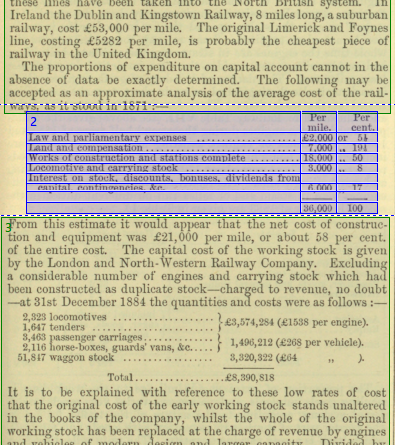 these lines have been taken into the North British system. In
Ireland the Dublin and Kingstown Railway, 8 miles long, a suburban
railway, cost £53,000 per mile. The original Limerick and Foynes
line, costing £5282 per mile, is probably the cheapest piece of
railway in the United Kingdom.
The proportions of expenditure on capital account cannot in the
absence of data be exactly determined. The following may be
accepted as an approximate analysis of the average cost of the rail-
ways, as it stood in 1871 :—
2
Per mile. Per cent.
Law and parliamentary expenses .................... £2,000 or 5½
Land and compensation .............................. 7,000 ,, 19½
Works of construction and stations complete ........ 18,000 ,, 50
Locomotive and carrying stock ...................... 3,000 ,, 8
Interest on stock, discounts, bonuses, dividends from
capital, contingencies, &c. 6,000 17
36,000 100
3
From this estimate it would appear that the net cost of construc-
tion and equipment was £21,000 per mile, or about 58 per cent.
of the entire cost. The capital cost of the working stock is given
by the London and North-Western Railway Company. Excluding
a considerable number of engines and carrying stock which had
been constructed as duplicate stock—charged to revenue, no doubt
—at 31st December 1884 the quantities and costs were as follows :—
2,323 locomotives ....................
1,647 tenders ........................ } £3,574,284 (£1538 per engine).
3,463 passenger carriages.............
2,116 horse-boxes, guards' vans, &c..... } 1,496,212 (£268 per vehicle).
51,847 waggon stock .................. 3,320,322 (£64 ,, ).
Total.................... £8,390,818
It is to be explained with reference to these low rates of cost
that the original cost of the early working stock stands unaltered
in the books of the company, whilst the whole of the original
working stock has been replaced at the charge of revenue by engines
and vehicles of modern design and larger capacity. Divided by